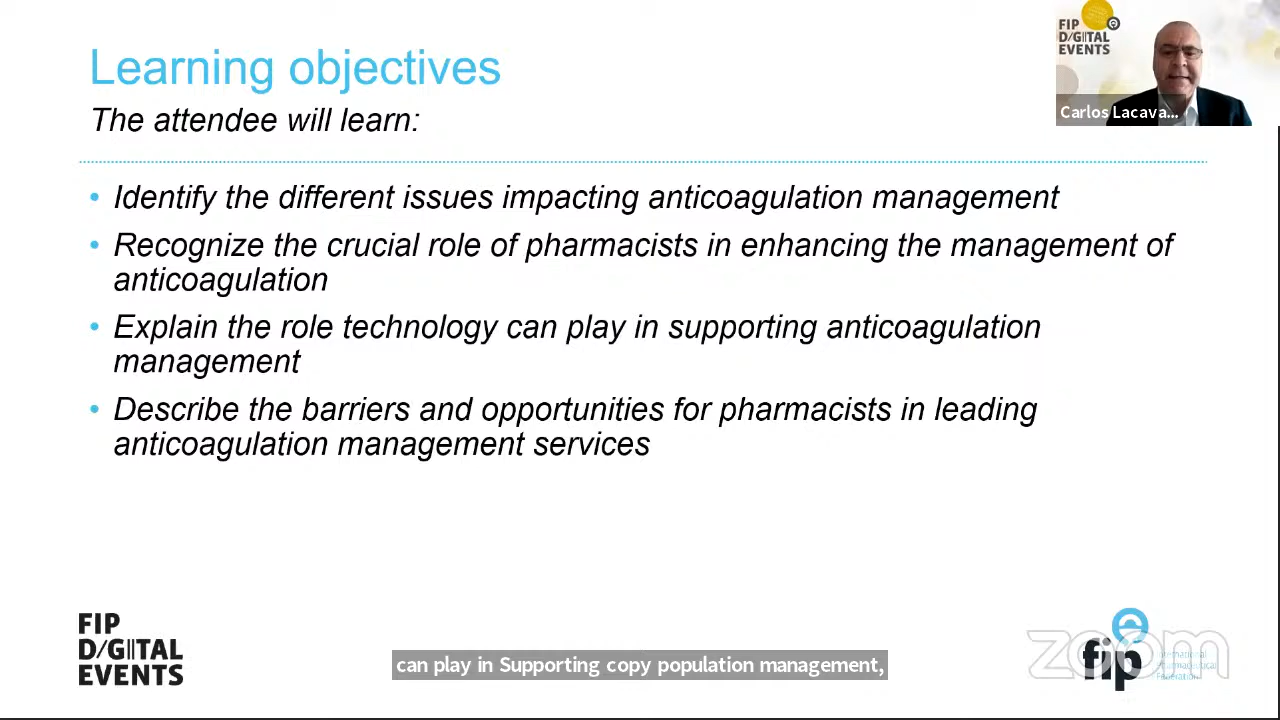 Learning objectives
The attendee will learn:
• Identify the different issues impacting anticoagulation management
• Recognize the crucial role of pharmacists in enhancing the management of
anticoagulation
• Explain the role technology can play in supporting anticoagulation
management
• Describe the barriers and opportunities for pharmacists in leading
anticoagulation management services
FIP
D/GITAL
EVENTS
Carlos Lacava...
FIP
D/GITAL
EVENTS
can play in Supporting copy population management,
zoom
fip
International
Pharmaceutical
Federation